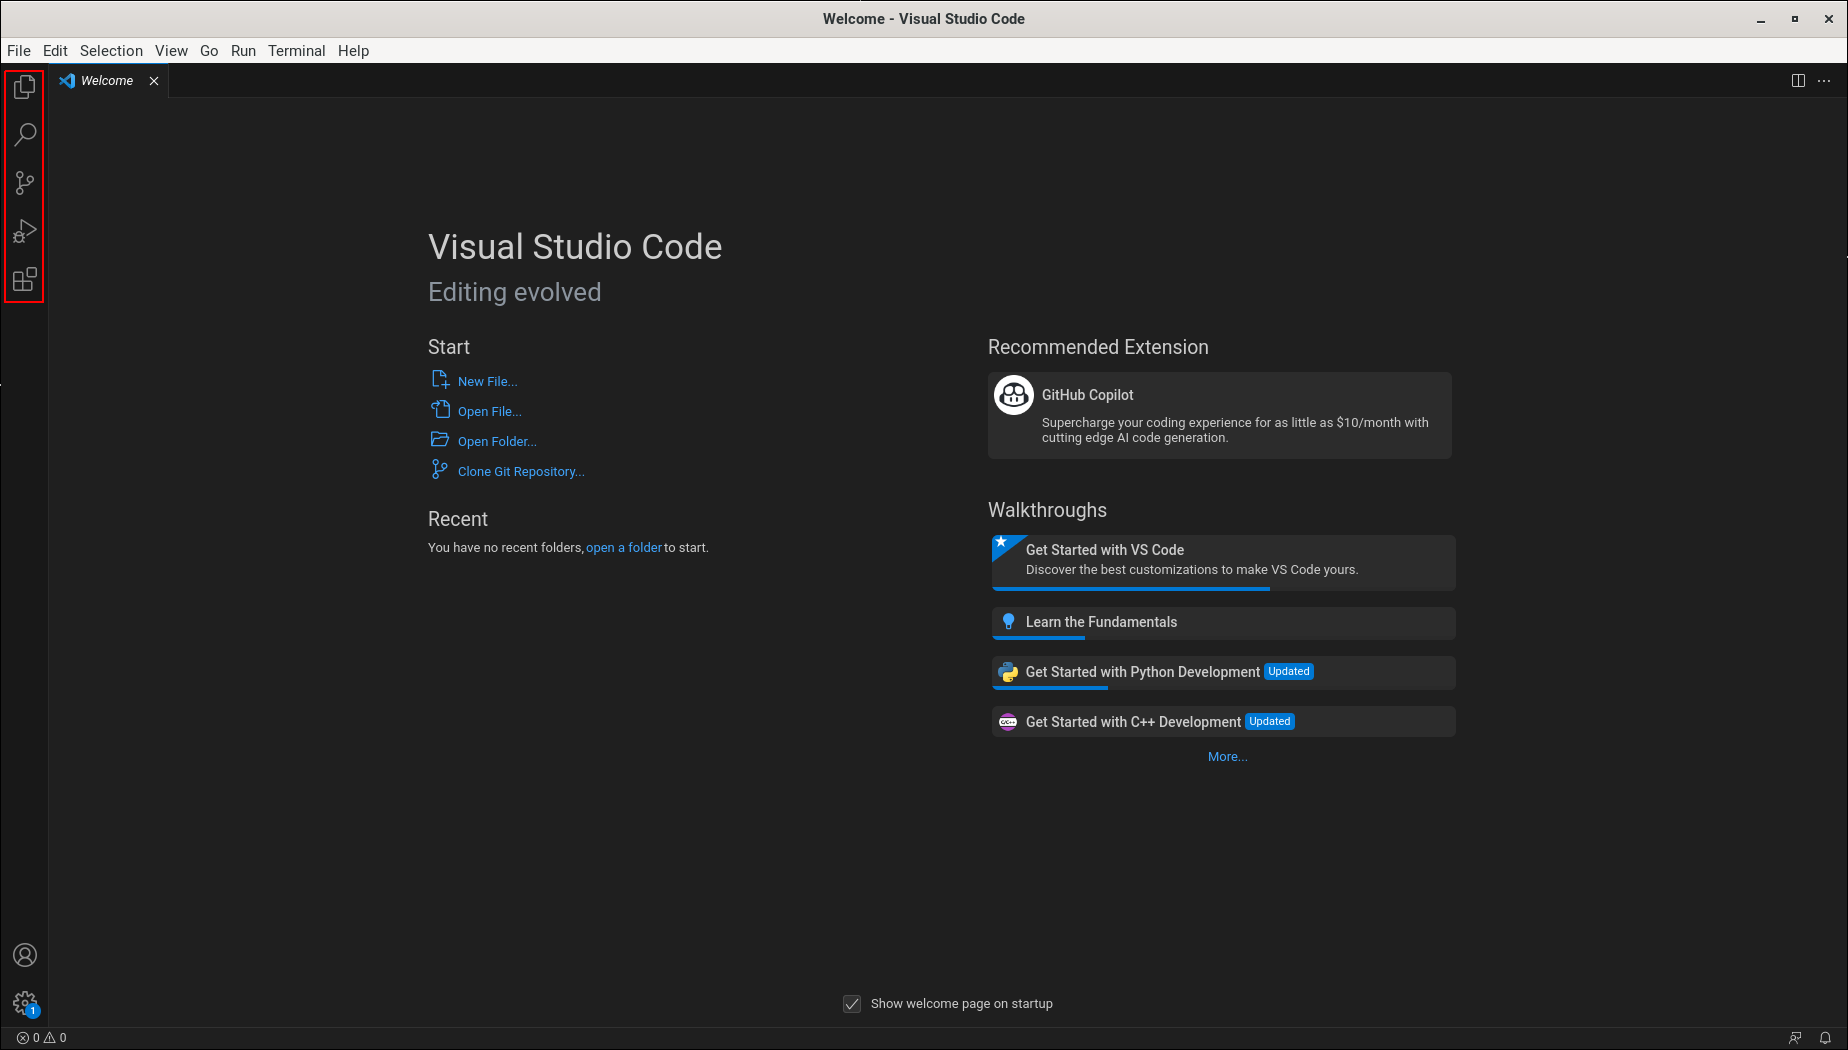 Welcome - Visual Studio Code
File Edit Selection View Go Run Terminal Help
Welcome
Visual Studio Code
Editing evolved
Start
New File...
Open File...
Open Folder...
Clone Git Repository...
Recent
You have no recent folders, open a folder to start.
Recommended Extension
GitHub Copilot
Supercharge your coding experience for as little as $10/month with
cutting edge AI code generation.
Walkthroughs
Get Started with VS Code
Discover the best customizations to make VS Code yours.
Learn the Fundamentals
Get Started with Python Development Updated
C/C++ Get Started with C++ Development Updated
More...
1
Show welcome page on startup
0 0